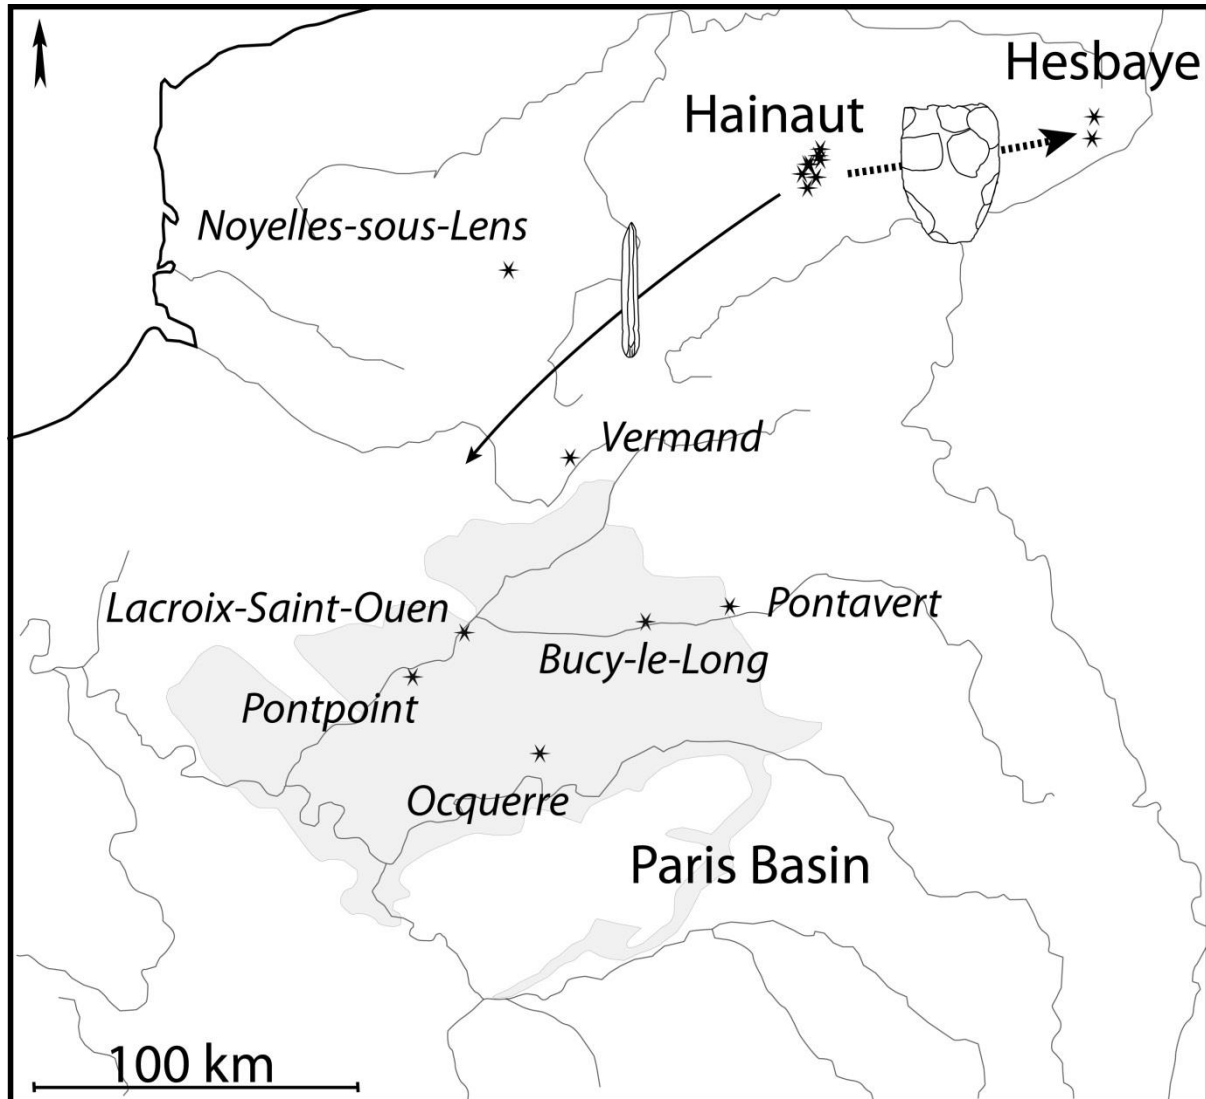 Hesbaye
Hainaut
Noyelles-sous-Lens
Vermand
Lacroix-Saint-Ouen
Pontavert
Bucy-le-Long
Pontpoint
Ocquerre
Paris Basin
100 km